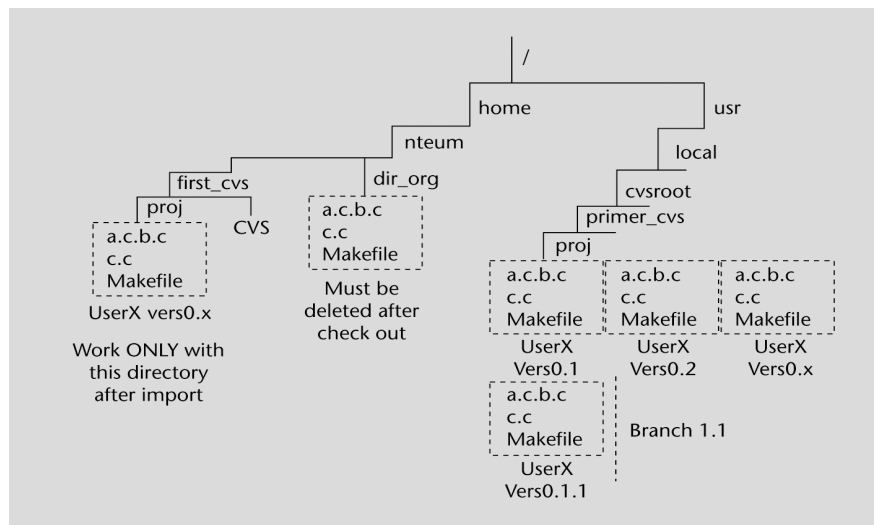 /
home
usr
nteum
local
first_cvs
dir_org
cvsroot
proj
CVS
primer_cvs
proj
a.c.b.c
c.c
Makefile
UserX vers0.x
Work ONLY with
this directory
after import
a.c.b.c
c.c
Makefile
Must be
deleted after
check out
a.c.b.c
c.c
Makefile
UserX
Vers0.1
a.c.b.c
c.c
Makefile
UserX
Vers0.2
a.c.b.c
c.c
Makefile
UserX
Vers0.x
a.c.b.c
c.c
Makefile
UserX
Vers0.1.1
Branch 1.1